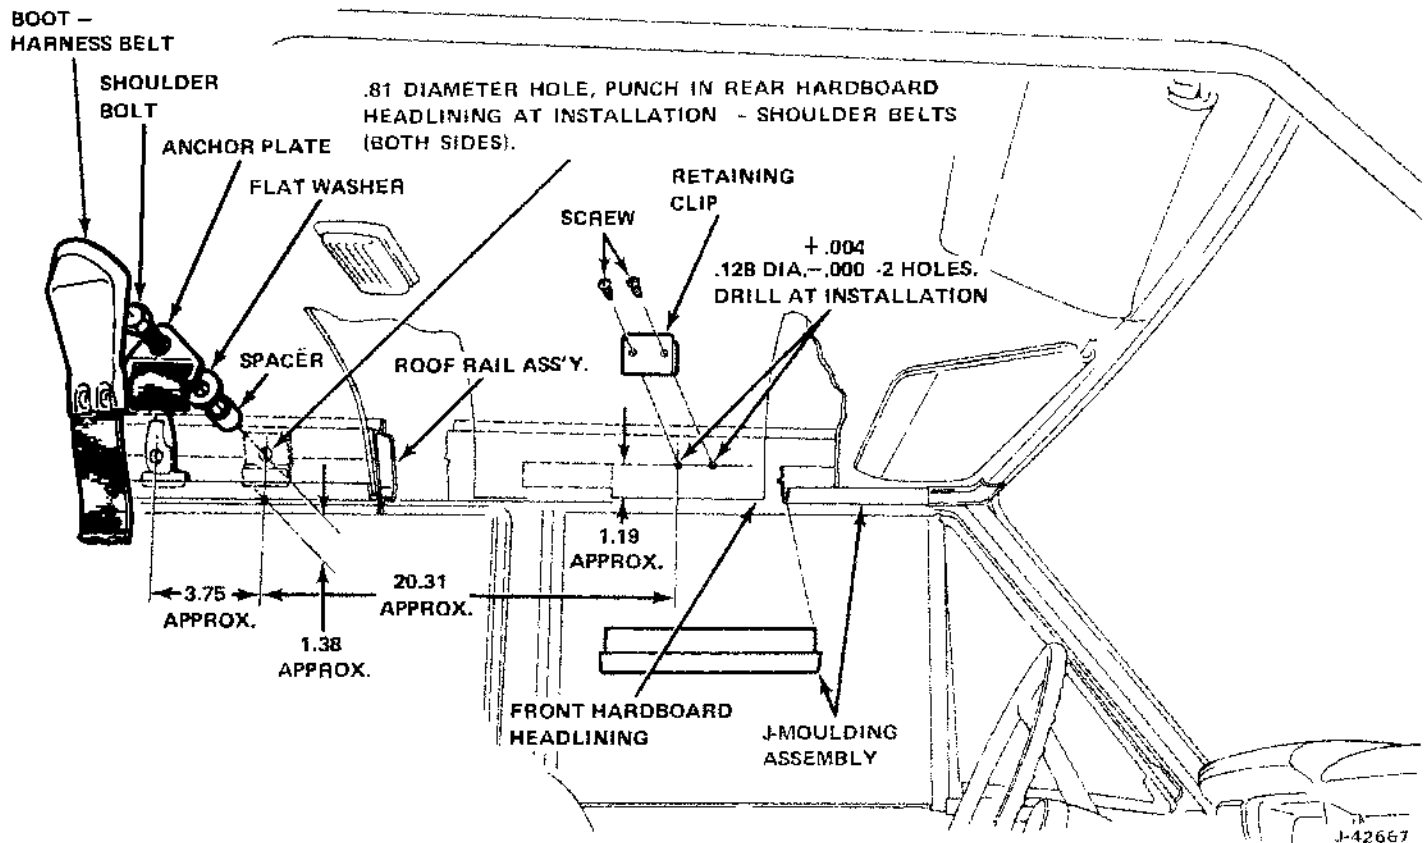 BOOT –
HARNESS BELT
SHOULDER
BOLT
.81 DIAMETER HOLE, PUNCH IN REAR HARDBOARD
HEADLINING AT INSTALLATION - SHOULDER BELTS
(BOTH SIDES).
ANCHOR PLATE
FLAT WASHER
RETAINING
CLIP
SCREW
+.004
.128 DIA.-.000 -2 HOLES.
DRILL AT INSTALLATION
SPACER
ROOF RAIL ASS'Y.
1.19
APPROX.
3.75
APPROX.
20.31
APPROX.
1.38
APPROX.
FRONT HARDBOARD
HEADLINING
J-MOULDING
ASSEMBLY
J-42667